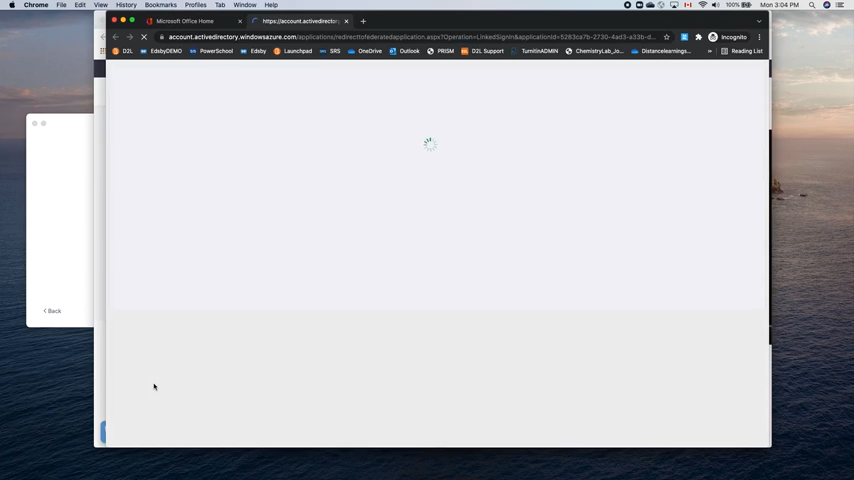 Chrome File Edit View History Bookmarks Profiles Tab Window Help 100% Mon 3:04 PM
Microsoft Office Home https://account.activedirectory
account.activedirectory.windowsazure.com/applications/redirecttofederatedapplication.aspx?Operation=LinkedSignIn&applicationId=5283ca7b-2730-4ad3-a33b-d... Incognito
D2L EdsbyDEMO PowerSchool Edsby Launchpad SRS OneDrive Outlook PRISM D2L Support TurnitinADMIN ChemistryLab_Jo... Distancelearnings... » Reading List
< Back